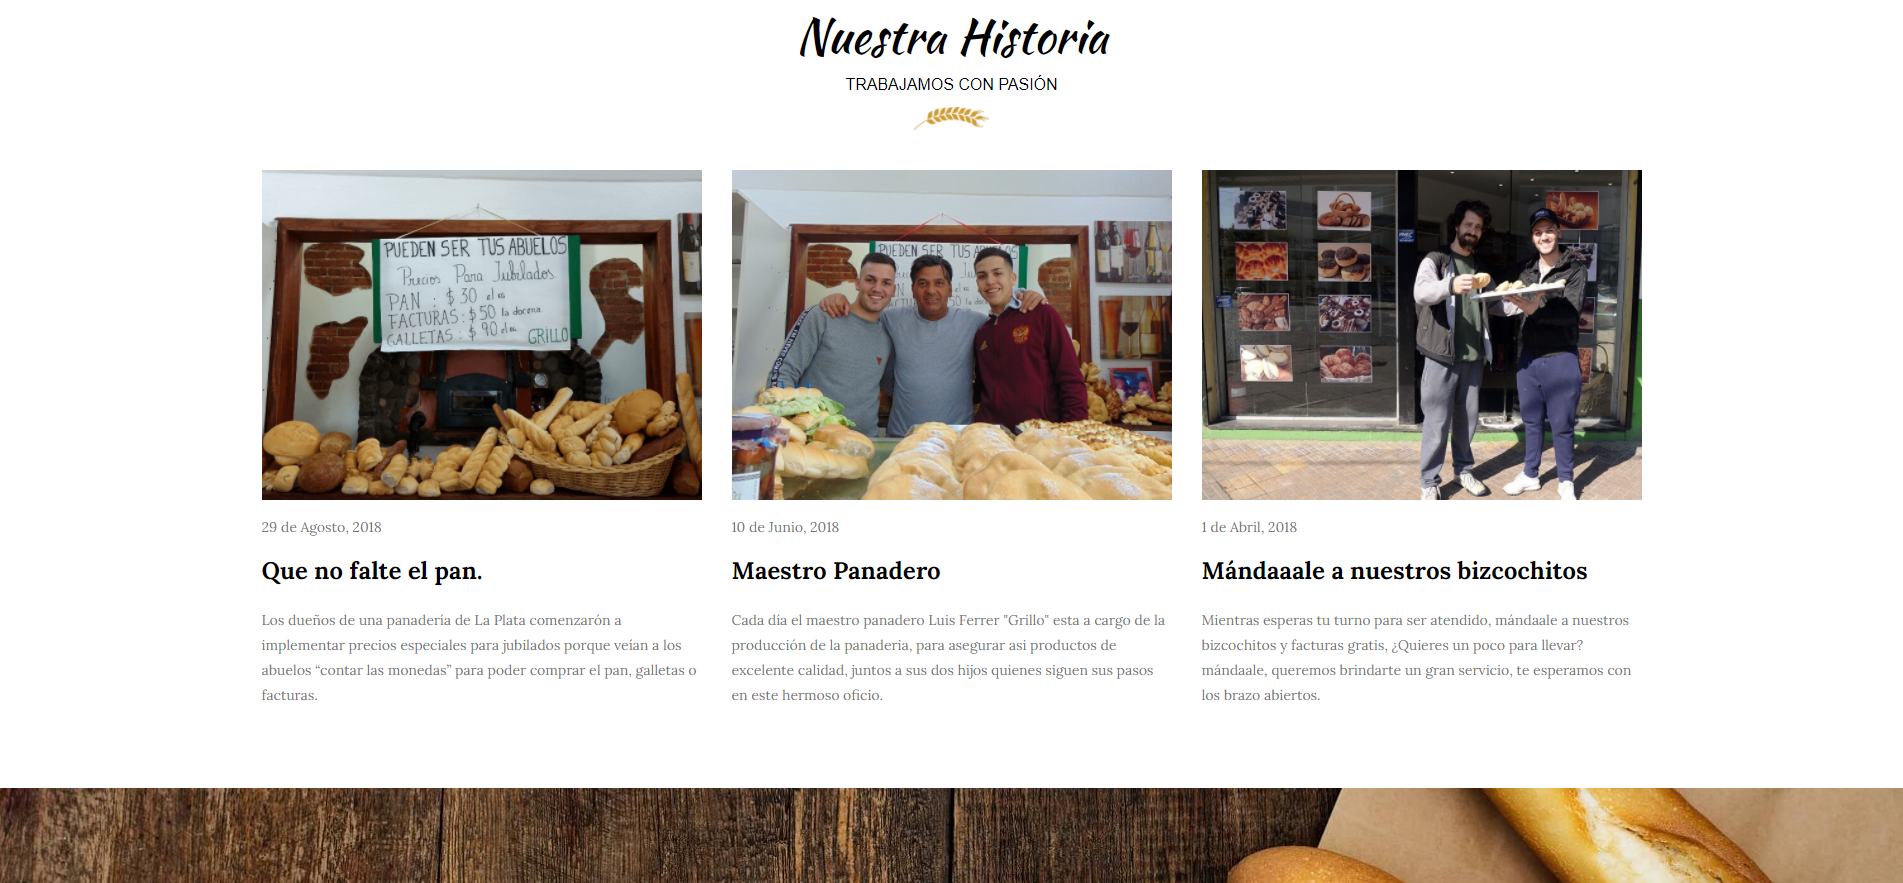 Nuestra Historia
TRABAJAMOS CON PASIÓN
PUEDEN SER TUS ABUELOS
Precios Para Jubilados
PAN : $30 el kg
FACTURAS: $50 la docena
GALLETAS: $90 el kg
GRILLO
PUEDEN SER TUS ABUELOS
29 de Agosto, 2018
Que no falte el pan.
Los dueños de una panadería de La Plata comenzarón a
implementar precios especiales para jubilados porque veían a los
abuelos “contar las monedas” para poder comprar el pan, galletas o
facturas.
10 de Junio, 2018
Maestro Panadero
Cada día el maestro panadero Luis Ferrer "Grillo" esta a cargo de la
producción de la panaderia, para asegurar asi productos de
excelente calidad, juntos a sus dos hijos quienes siguen sus pasos
en este hermoso oficio.
1 de Abril, 2018
Mándaaale a nuestros bizcochitos
Mientras esperas tu turno para ser atendido, mándaale a nuestros
bizcochitos y facturas gratis, ¿Quieres un poco para llevar?
mándaale, queremos brindarte un gran servicio, te esperamos con
los brazo abiertos.